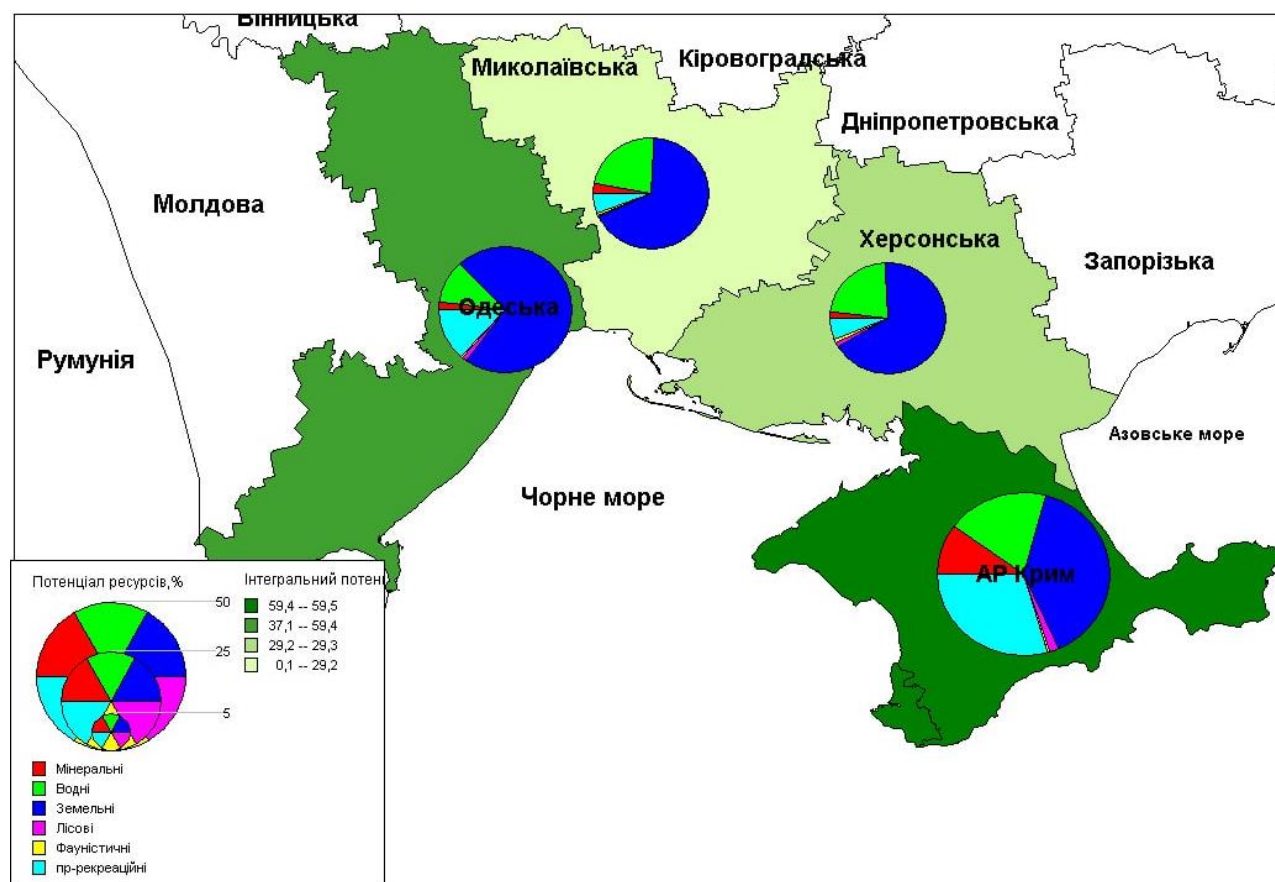 Вінницька
Миколаївська
Кіровоградська
Дніпропетровська
Молдова
Херсонська
Запорізька
Одеська
Румунія
Азовське море
Чорне море
АР Крим
Потенціал ресурсів,%
50
25
5
Мінеральні
Водні
Земельні
Лісові
Фауністичні
пр-рекреаційні
Інтегральний потенц
59,4 -- 59,5
37,1 -- 59,4
29,2 -- 29,3
0,1 -- 29,2